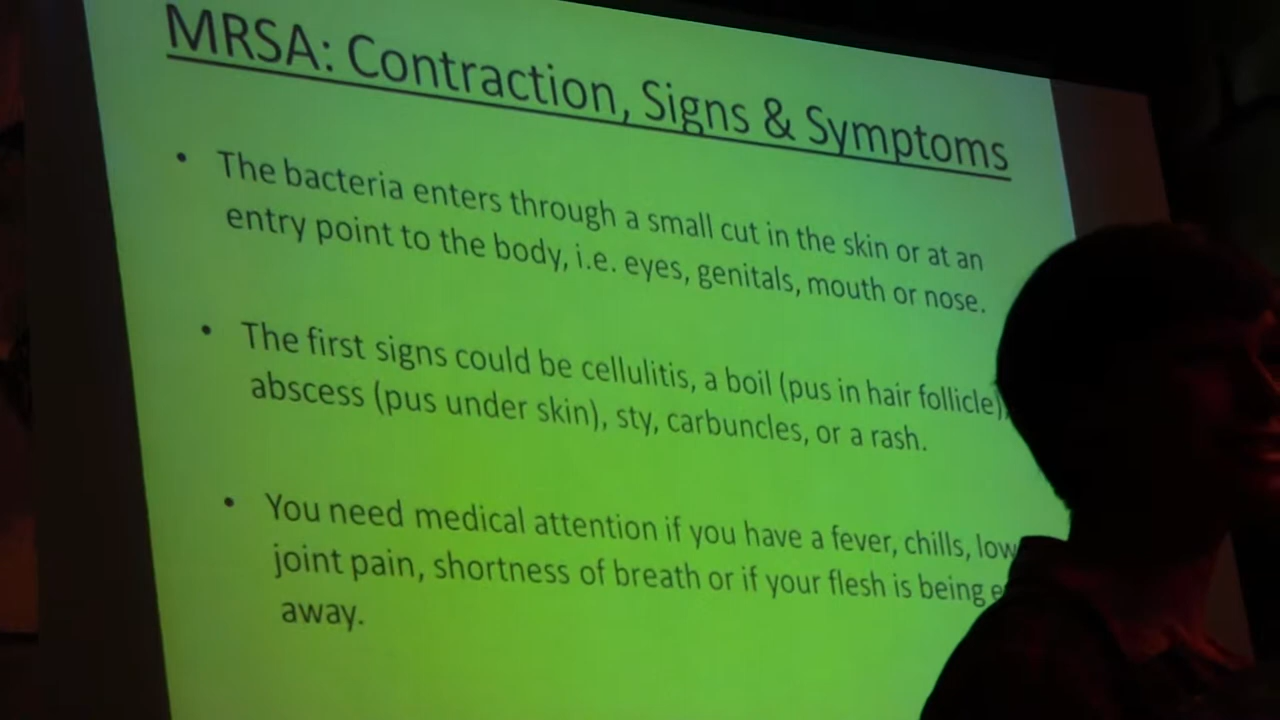 MRSA: Contraction, Signs & Symptoms
• The bacteria enters through a small cut in the skin or at an
entry point to the body, i.e. eyes, genitals, mouth or nose.
• The first signs could be cellulitis, a boil (pus in hair follicle),
abscess (pus under skin), sty, carbuncles, or a rash.
• You need medical attention if you have a fever, chills, low
joint pain, shortness of breath or if your flesh is being
away.